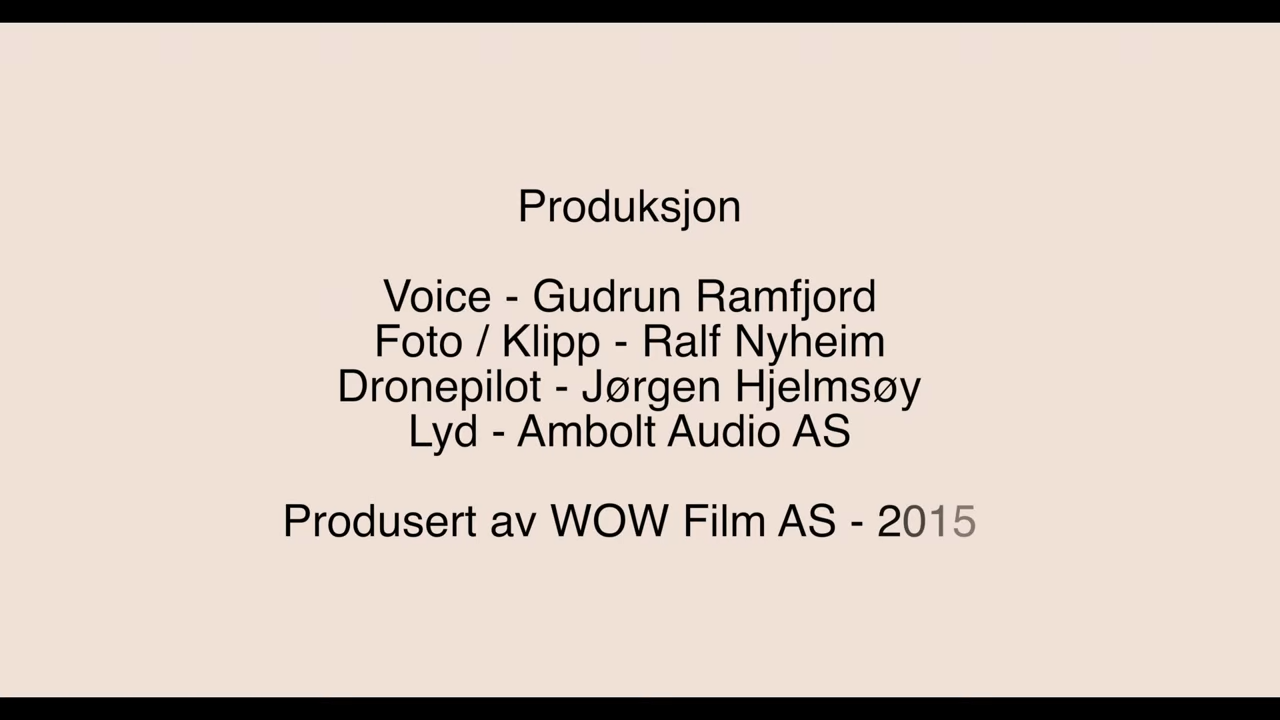 Produksjon
Voice - Gudrun Ramfjord
Foto / Klipp - Ralf Nyheim
Dronepilot - Jørgen Hjelmsøy
Lyd - Ambolt Audio AS
Produsert av WOW Film AS - 2015